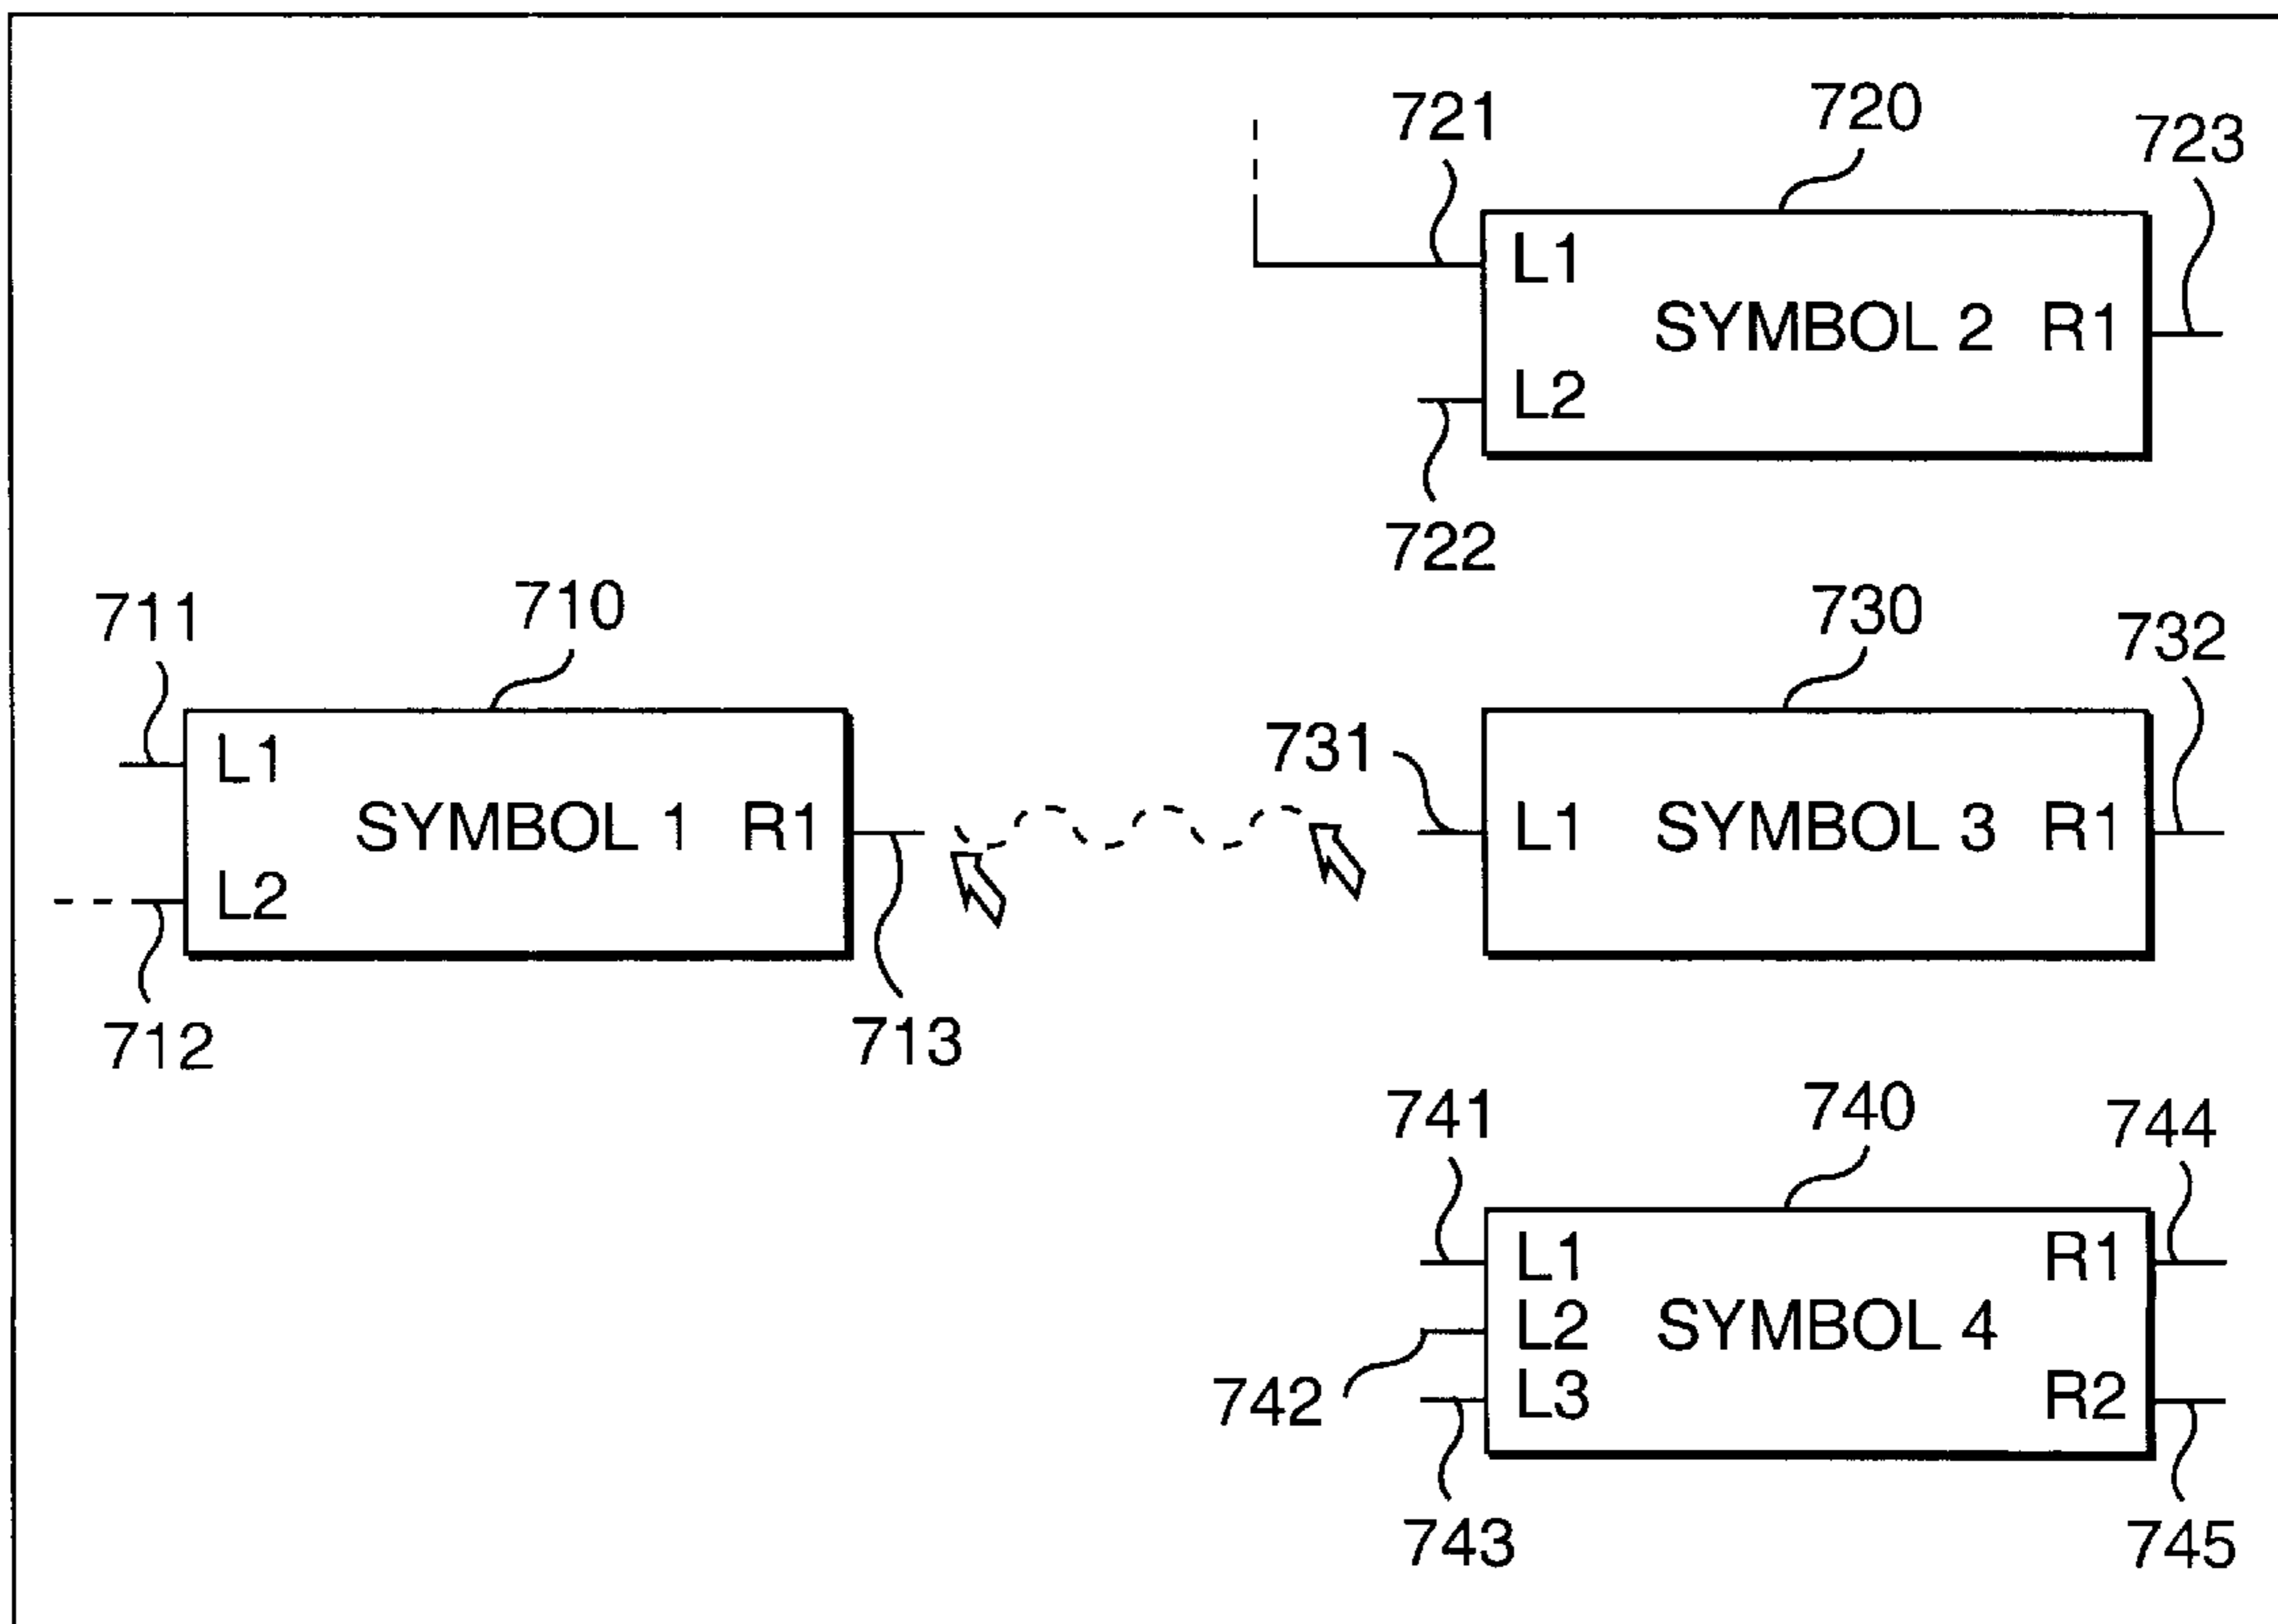 721 720 723
L1
SYMBOL 2 R1
L2
722
711 710
L1
SYMBOL 1 R1
L2
712 713
730 732
731
L1 SYMBOL 3 R1
741 740 744
L1 R1
L2 SYMBOL 4
742 L3 R2
743 745